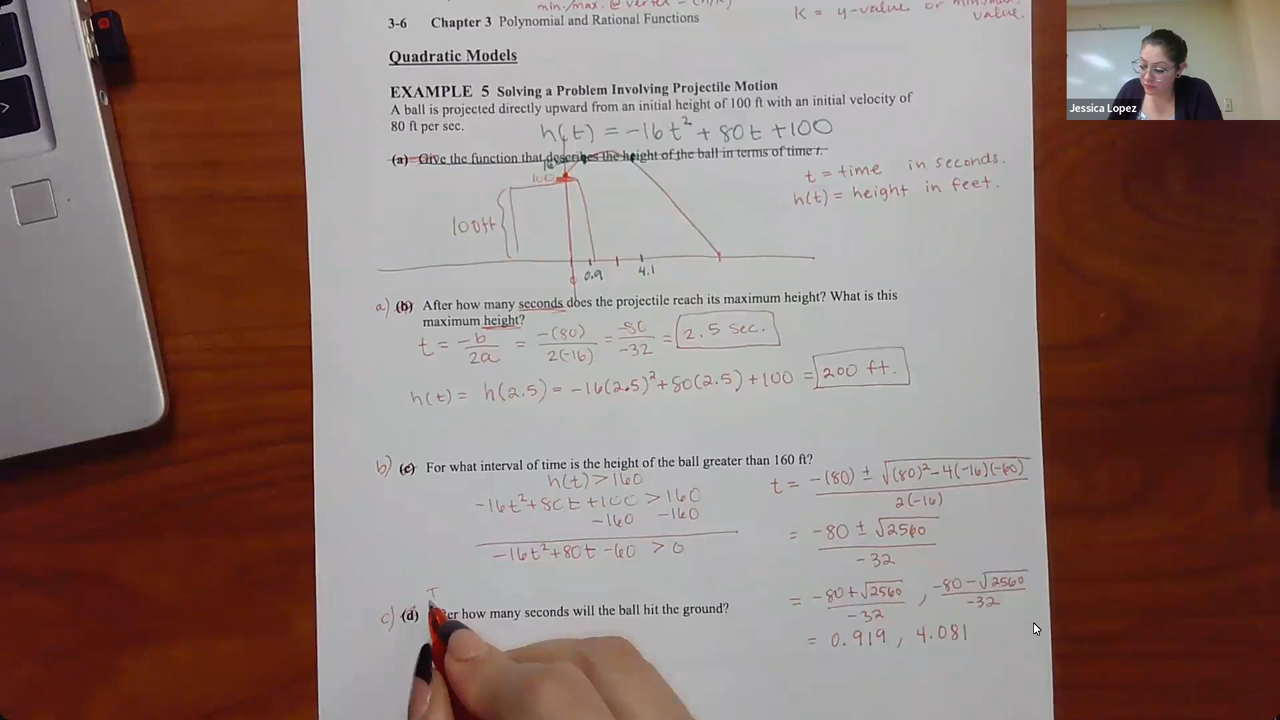 min./max. @ vertex
K = y-value or min/max.
value.
3-6 Chapter 3 Polynomial and Rational Functions
Jessica Lopez
Quadratic Models
EXAMPLE 5 Solving a Problem Involving Projectile Motion
A ball is projected directly upward from an initial height of 100 ft with an initial velocity of
80 ft per sec.
h(t) = -16t² + 80t + 100
(a) Give the function that describes the height of the ball in terms of time t.
t = time in seconds.
h(t) = height in feet.
160
100
100ft
0.9
4.1
a) (b) After how many seconds does the projectile reach its maximum height? What is this
maximum height?
t = -b/2a = -(80)/2(-16) = -80/-32 = 2.5 sec.
h(t) = h(2.5) = -16(2.5)² + 80(2.5) + 100 = 200 ft.
b) (c) For what interval of time is the height of the ball greater than 160 ft?
h(t) > 160
-16t² + 80t + 100 > 160
-160 -160
-16t² + 80t - 60 > 0
t = -(80) ± √(80)² - 4(-16)(-60) / 2(-16)
= -80 ± √2560 / -32
= -80 + √2560 / -32 , -80 - √2560 / -32
= 0.919 , 4.081
c) (d) how many seconds will the ball hit the ground?